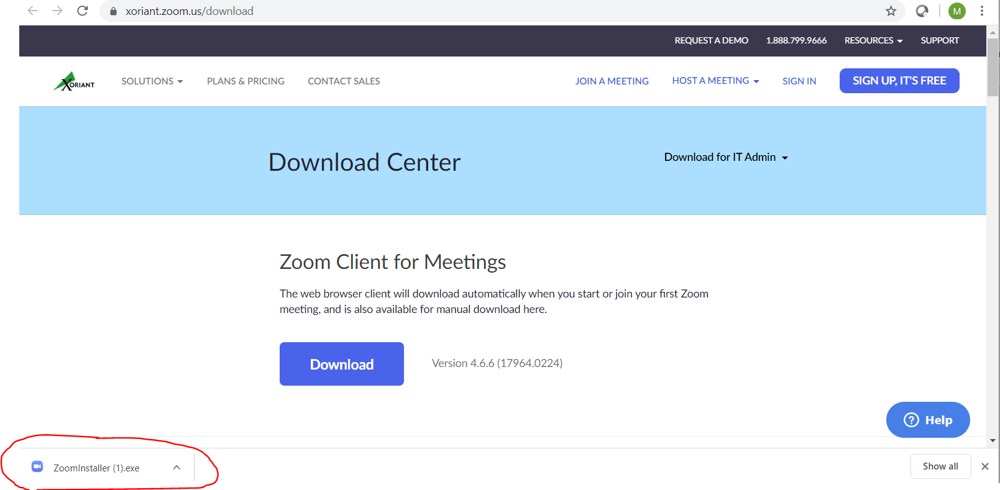 xoriant.zoom.us/download
M
REQUEST A DEMO 1.888.799.9666 RESOURCES SUPPORT
XORIANT SOLUTIONS PLANS & PRICING CONTACT SALES JOIN A MEETING HOST A MEETING SIGN IN SIGN UP, IT'S FREE
Download Center
Download for IT Admin
Zoom Client for Meetings
The web browser client will download automatically when you start or join your first Zoom
meeting, and is also available for manual download here.
Download Version 4.6.6 (17964.0224)
? Help
ZoomInstaller (1).exe Show all